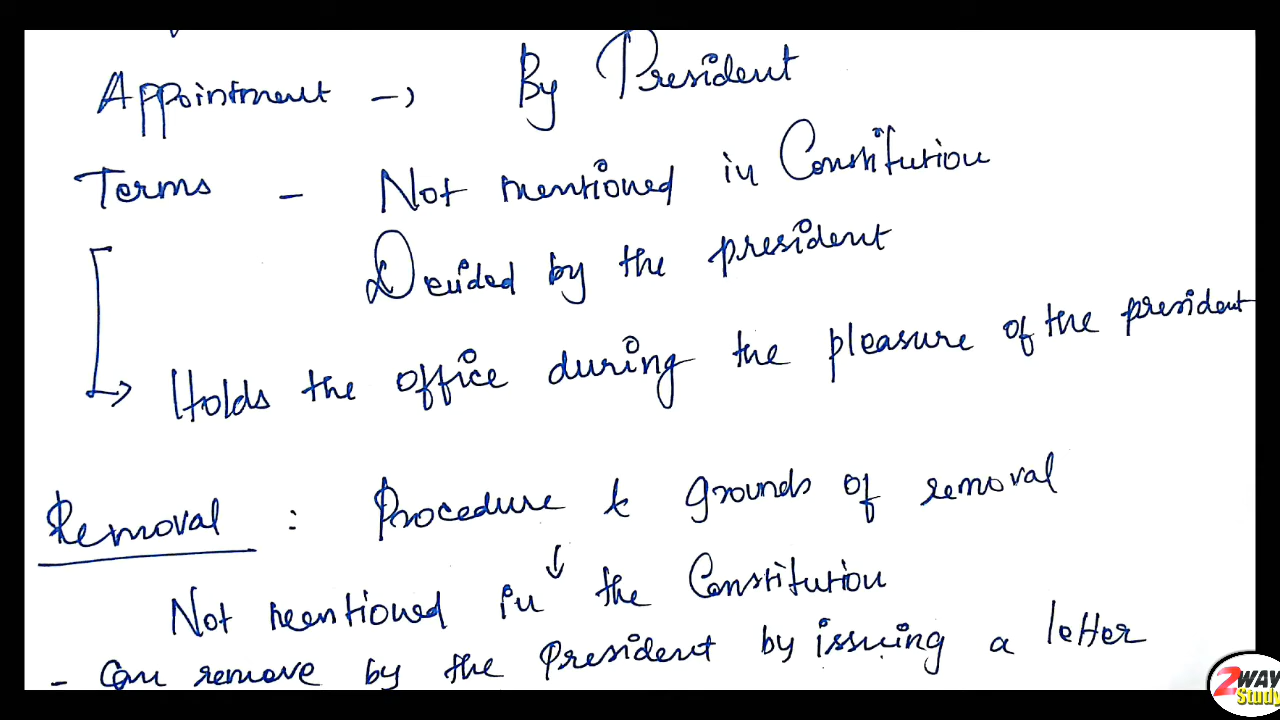 Appointment -> By President
Terms - Not mentioned in Constitution
Decided by the president
-> Holds the office during the pleasure of the president
Removal : Procedure & grounds of removal
↓
Not mentioned in the Constitution
- Can remove by the President by issuing a letter
2WAY
Study